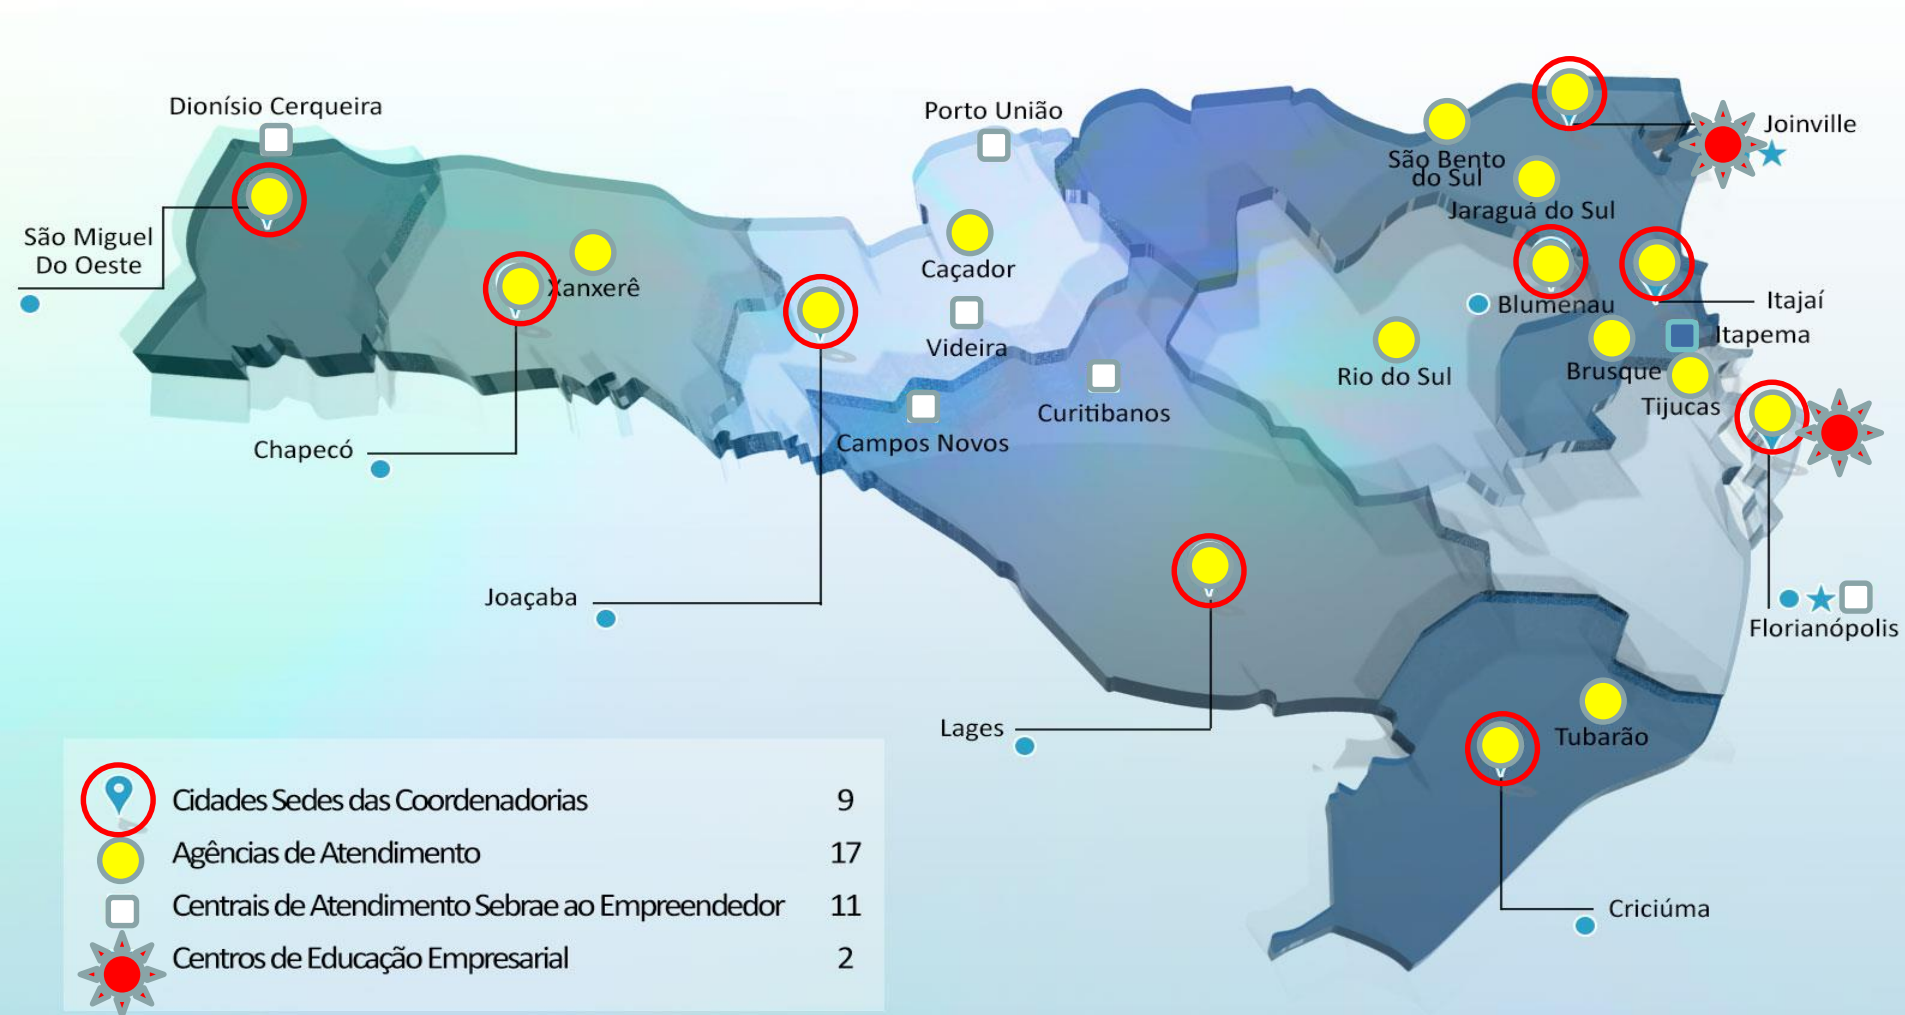 Dionísio Cerqueira
Porto União
Joinville
São Bento
do Sul
Jaraguá do Sul
São Miguel
Do Oeste
Xanxerê
Caçador
Videira
Blumenau
Itajaí
Itapema
Rio do Sul
Brusque
Tijucas
Curitibanos
Campos Novos
Chapecó
Joaçaba
Florianópolis
Lages
Tubarão
Criciúma
Cidades Sedes das Coordenadorias 9
Agências de Atendimento 17
Centrais de Atendimento Sebrae ao Empreendedor 11
Centros de Educação Empresarial 2